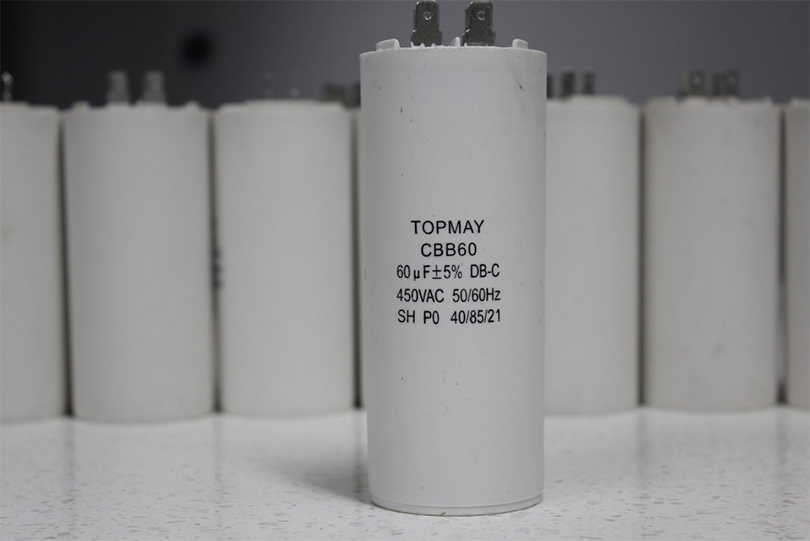 TOPMAY
CBB60
60μF±5% DB-C
450VAC 50/60Hz
SH P0 40/85/21